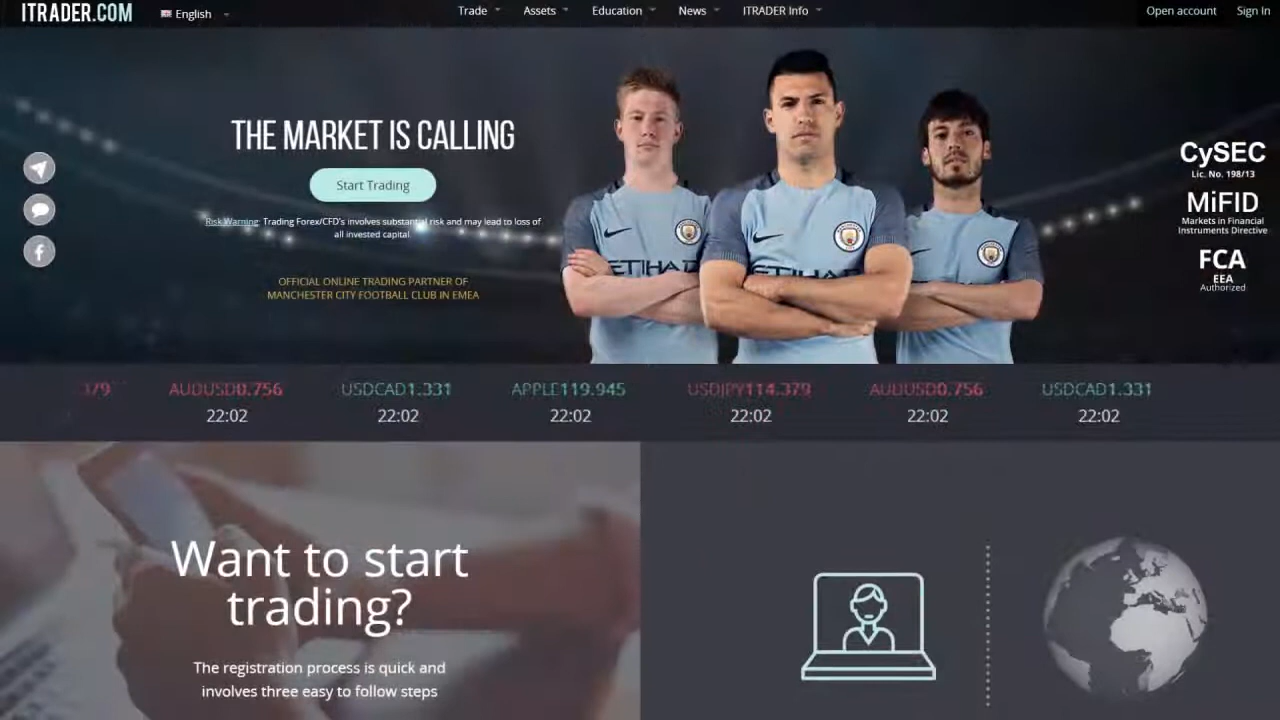 ITRADER.COM
English
Trade
Assets
Education
News
ITRADER Info
Open account
Sign In
THE MARKET IS CALLING
Start Trading
Risk Warning: Trading Forex/CFD's involves substantial risk and may lead to loss of
all invested capital
OFFICIAL ONLINE TRADING PARTNER OF
MANCHESTER CITY FOOTBALL CLUB IN EMEA
ETIHAD
ETIHAD
CySEC
Lic. No. 198/13
MiFID
Markets in Financial
Instruments Directive
FCA
EEA
Authorized
AUDUSD0.756
USDCAD1.331
APPLE119.945
USDJPY114.379
AUDUSD0.756
USDCAD1.331
22:02
22:02
22:02
22:02
22:02
22:02
Want to start
trading?
The registration process is quick and
involves three easy to follow steps